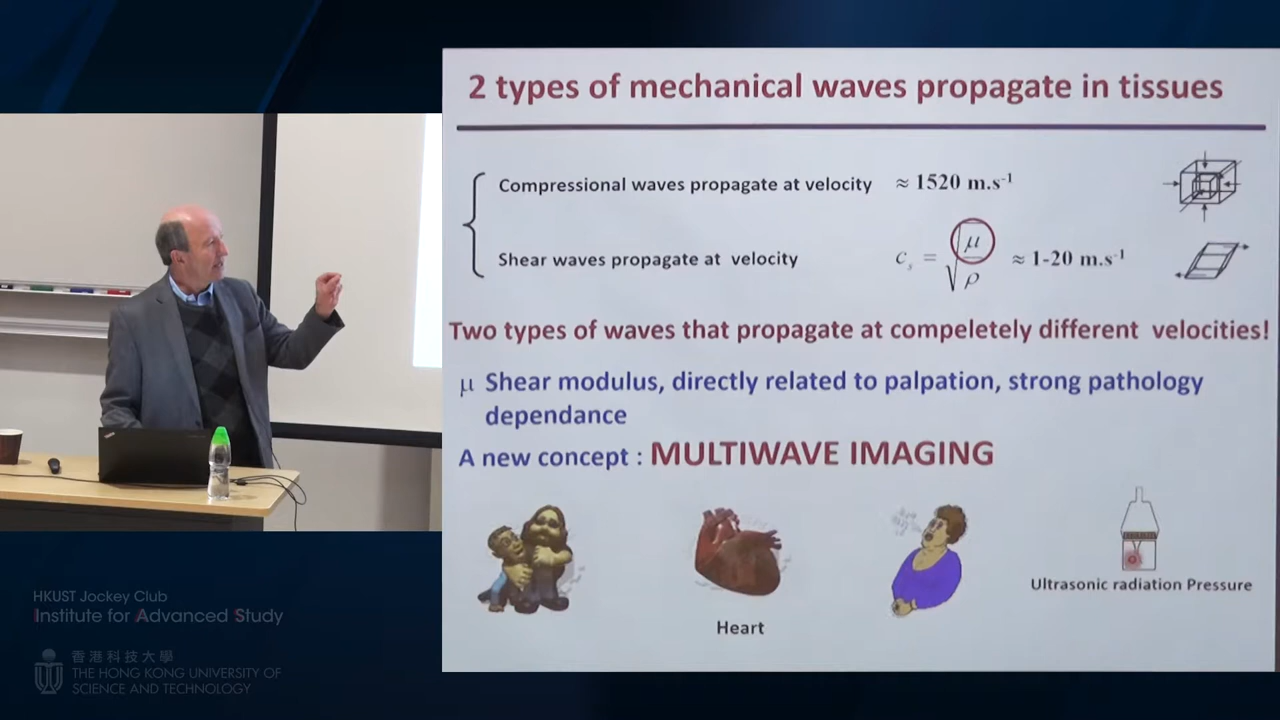 2 types of mechanical waves propagate in tissues
Compressional waves propagate at velocity ≈ 1520 m.s⁻¹
Shear waves propagate at velocity c_s = √(μ/ρ) ≈ 1-20 m.s⁻¹
Two types of waves that propagate at compeletely different velocities!
μ Shear modulus, directly related to palpation, strong pathology
dependance
A new concept : MULTIWAVE IMAGING
Ultrasonic radiation Pressure
Heart
HKUST Jockey Club
Institute for Advanced Study
香港科技大學
THE HONG KONG UNIVERSITY OF
SCIENCE AND TECHNOLOGY